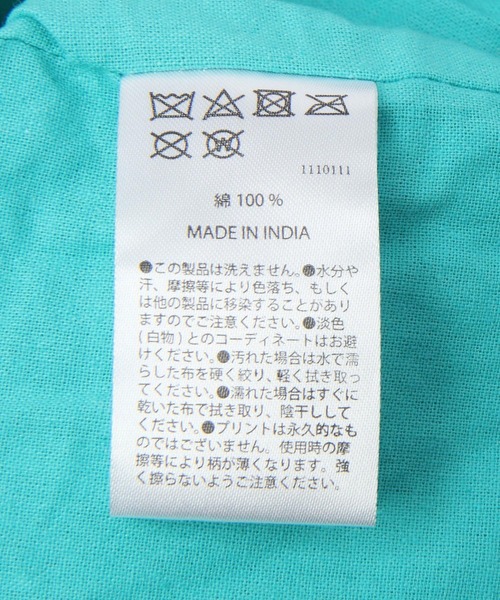 1110111
綿 100 %
MADE IN INDIA
●この製品は洗えません。●水分や
汗、摩擦等により色落ち、もしく
は他の製品に移染することがあり
ますのでご注意ください。●淡色
(白物)とのコーディネートはお避
けください。●汚れた場合は水で濡
らした布を硬く絞り、軽く拭き取っ
てください。●濡れた場合はすぐに
乾いた布で拭き取り、陰干しして
ください。●プリントは永久的なも
のではございません。使用時の摩
擦等により柄が薄くなります。強
く擦らないようご注意ください。